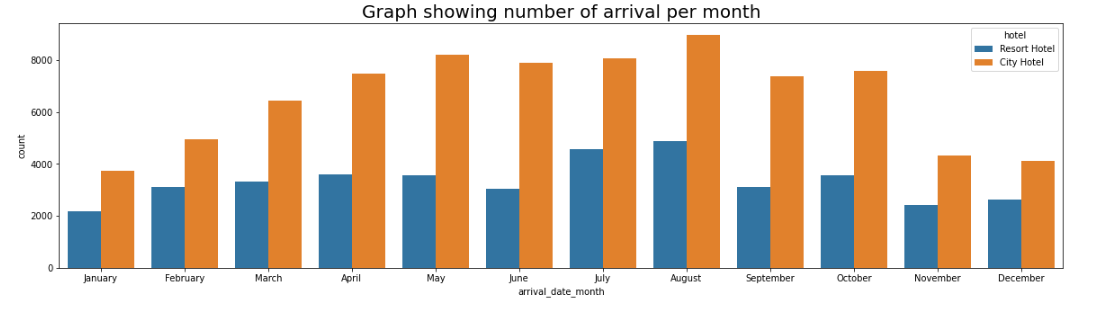 Graph showing number of arrival per month
hotel
Resort Hotel
City Hotel
count
8000
6000
4000
2000
0
January February March April May June July August September October November December
arrival_date_month